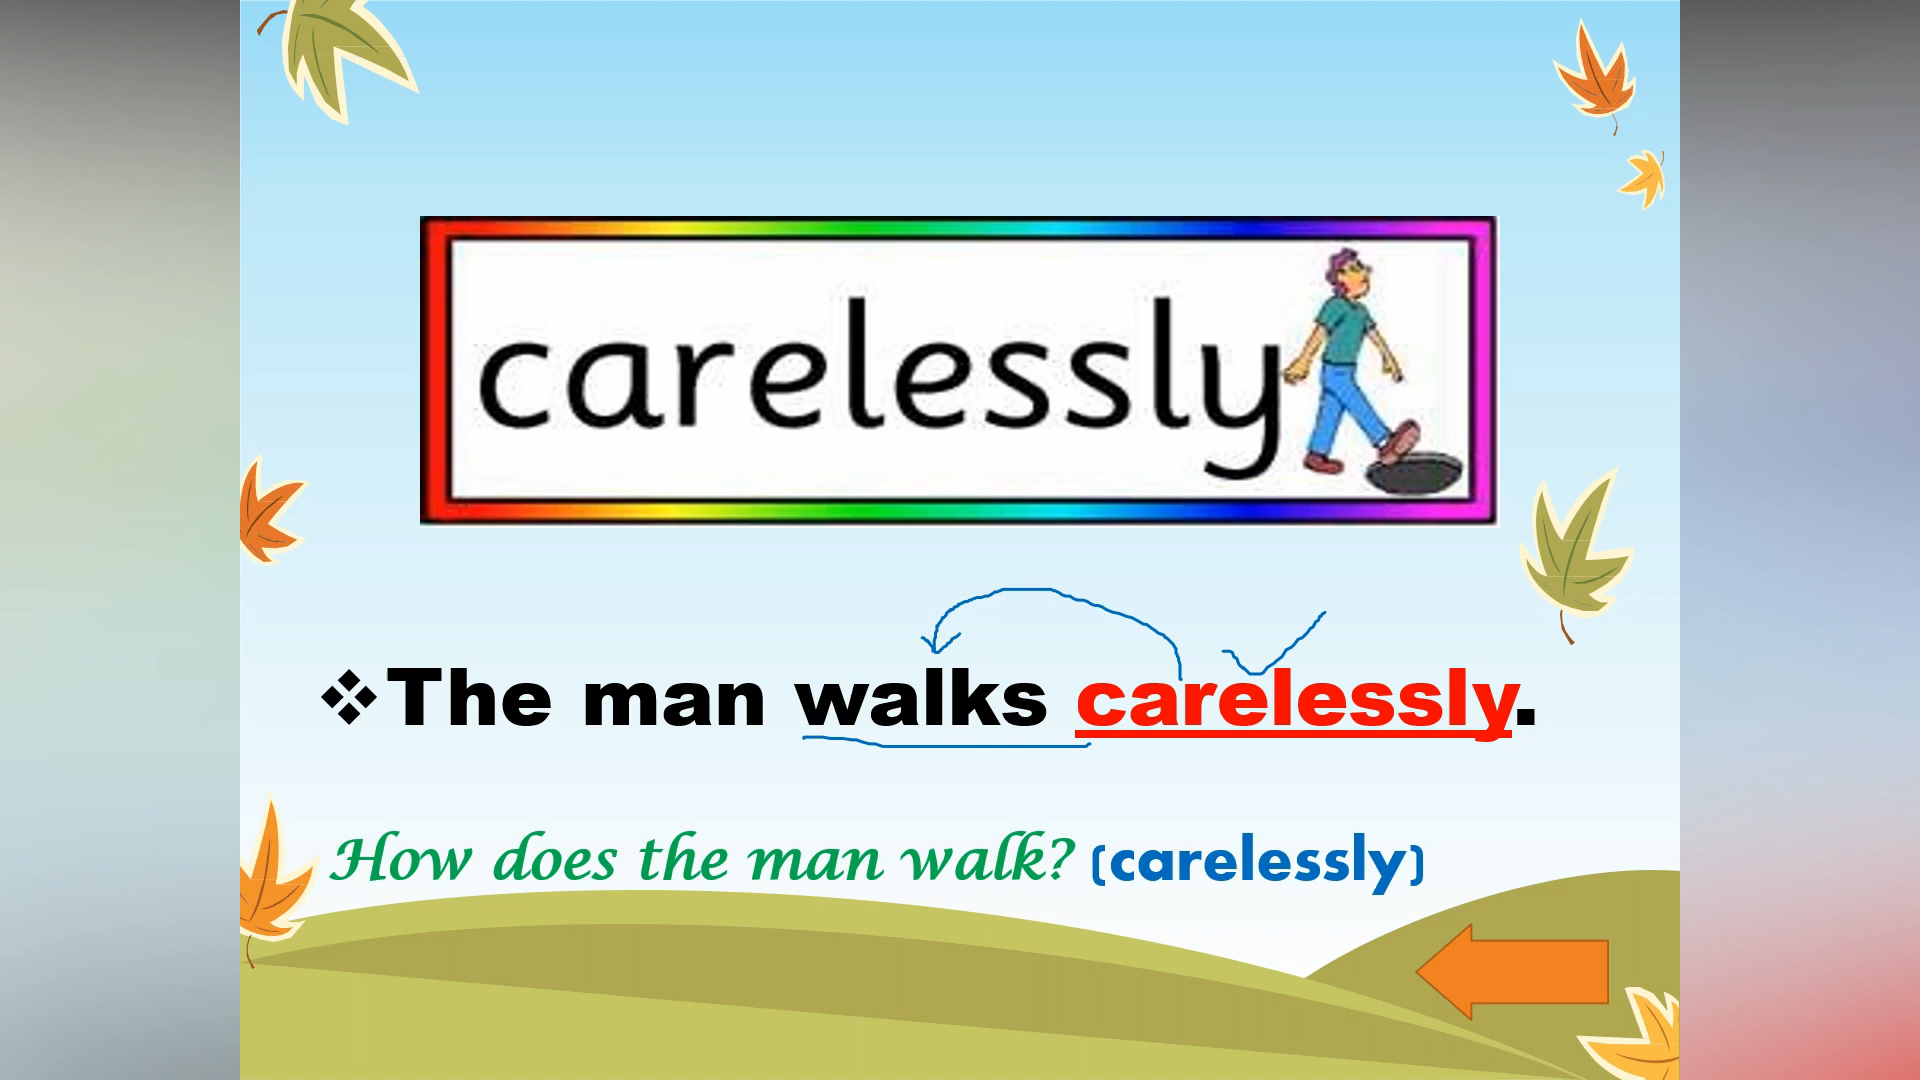 carelessly
❖The man walks carelessly.
How does the man walk? (carelessly)